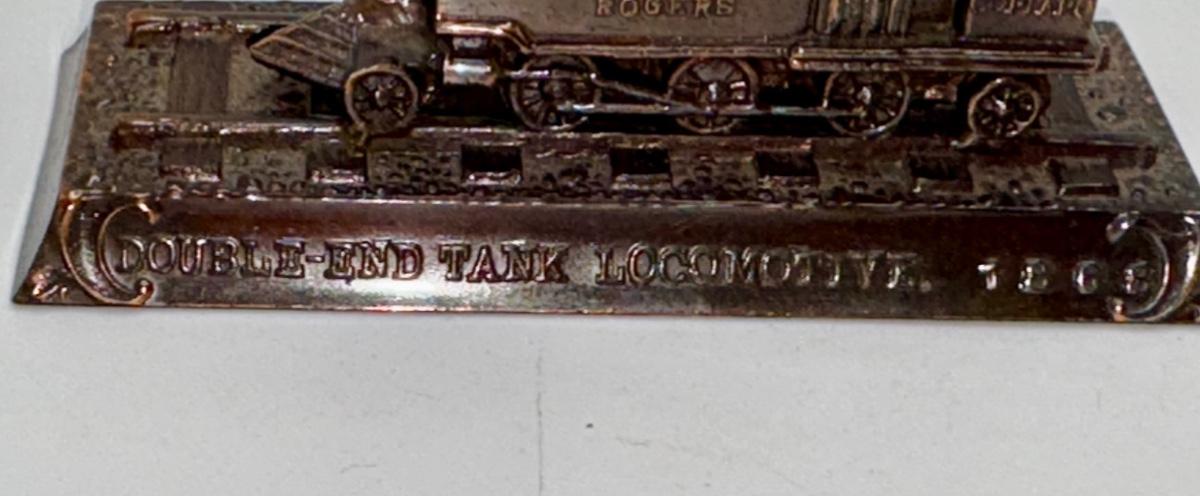 ROGERS
DOUBLE-END TANK LOCOMOTIVE.